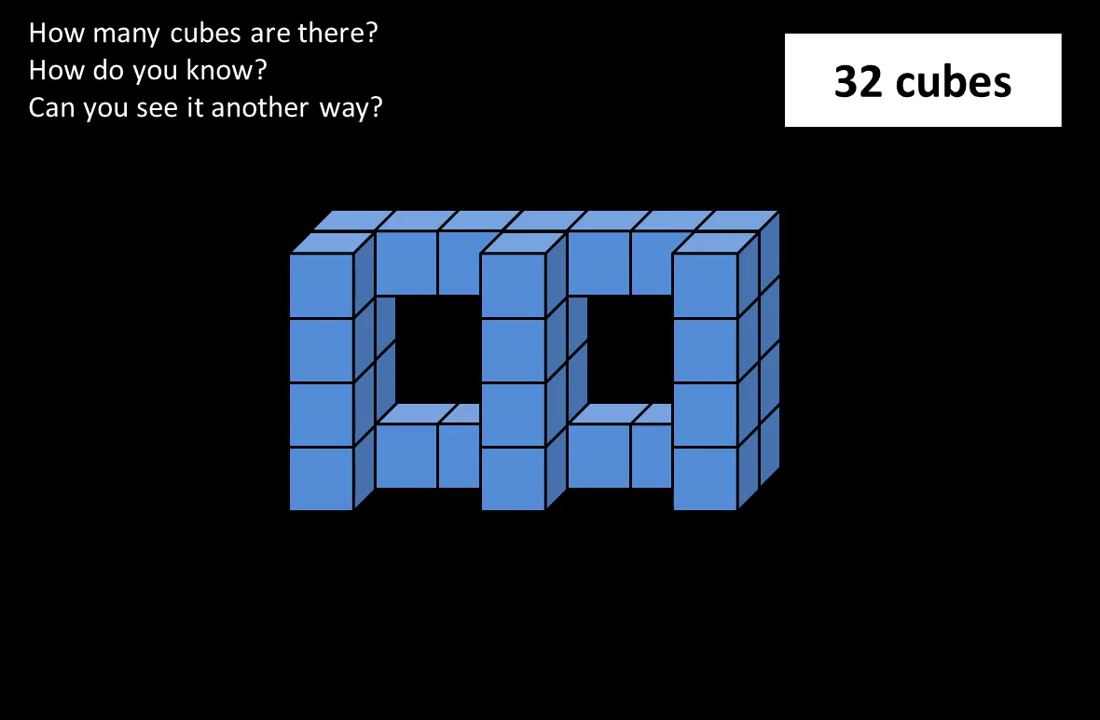 How many cubes are there?
How do you know?
Can you see it another way?
32 cubes